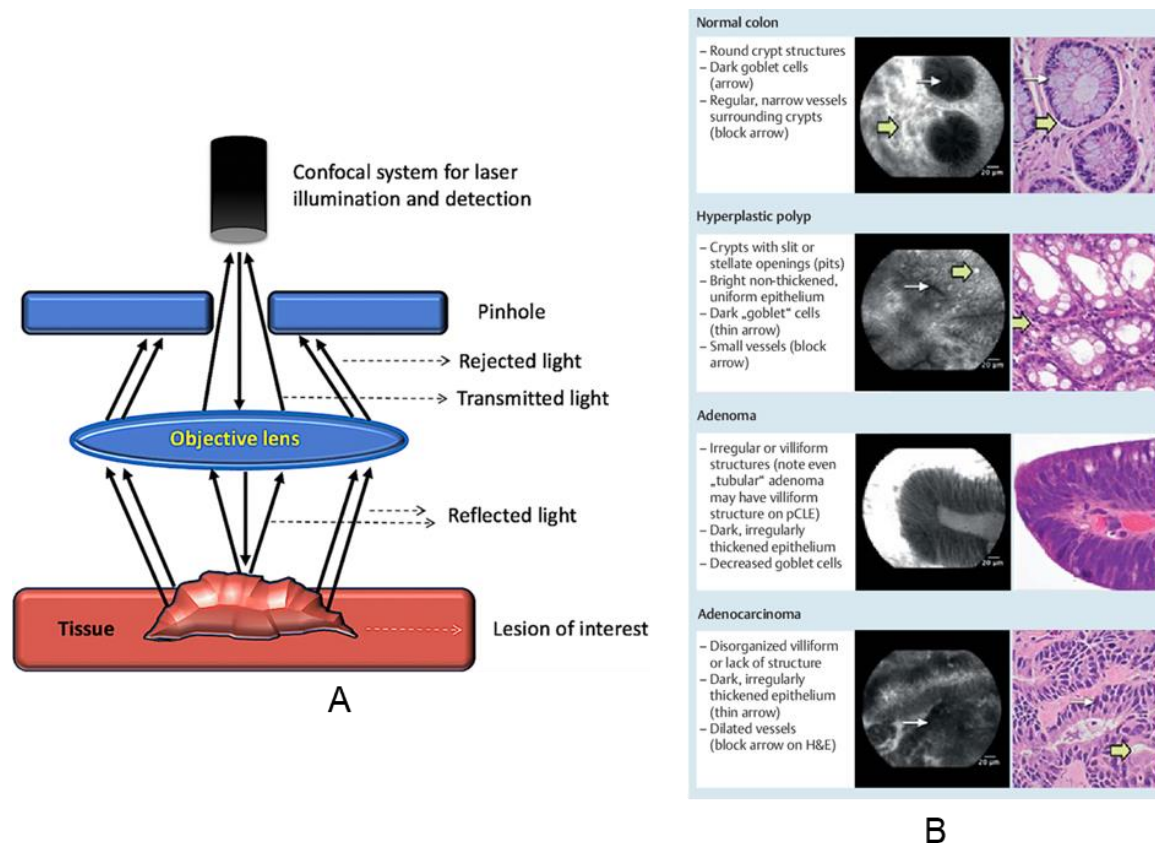 Confocal system for laser
illumination and detection
Pinhole
Rejected light
Transmitted light
Objective lens
Reflected light
Tissue
Lesion of interest
A
Normal colon
– Round crypt structures
– Dark goblet cells
(arrow)
– Regular, narrow vessels
surrounding crypts
(block arrow)
20 µm
Hyperplastic polyp
– Crypts with slit or
stellate openings (pits)
– Bright non-thickened,
uniform epithelium
– Dark „goblet“ cells
(thin arrow)
– Small vessels (block
arrow)
20 µm
Adenoma
– Irregular or villiform
structures (note even
„tubular“ adenoma
may have villiform
structure on pCLE)
– Dark, irregularly
thickened epithelium
– Decreased goblet cells
20 µm
Adenocarcinoma
– Disorganized villiform
or lack of structure
– Dark, irregularly
thickened epithelium
(thin arrow)
– Dilated vessels
(block arrow on H&E)
20 µm
B